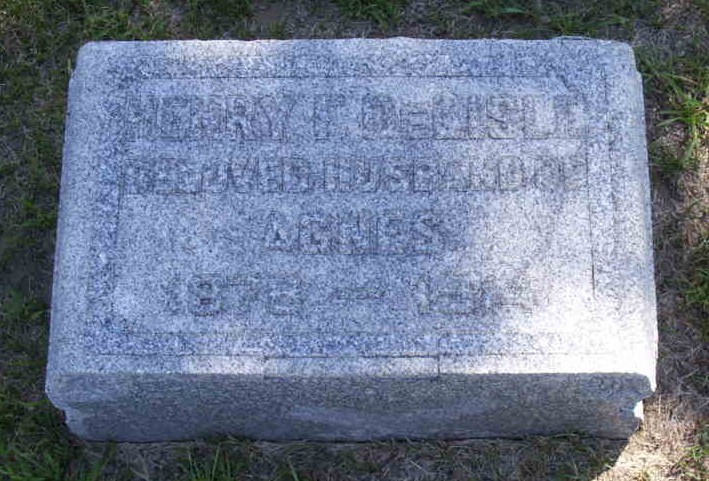 HENRY F. DELISLE
BELOVED HUSBAND OF
AGNES
1872 — 1914